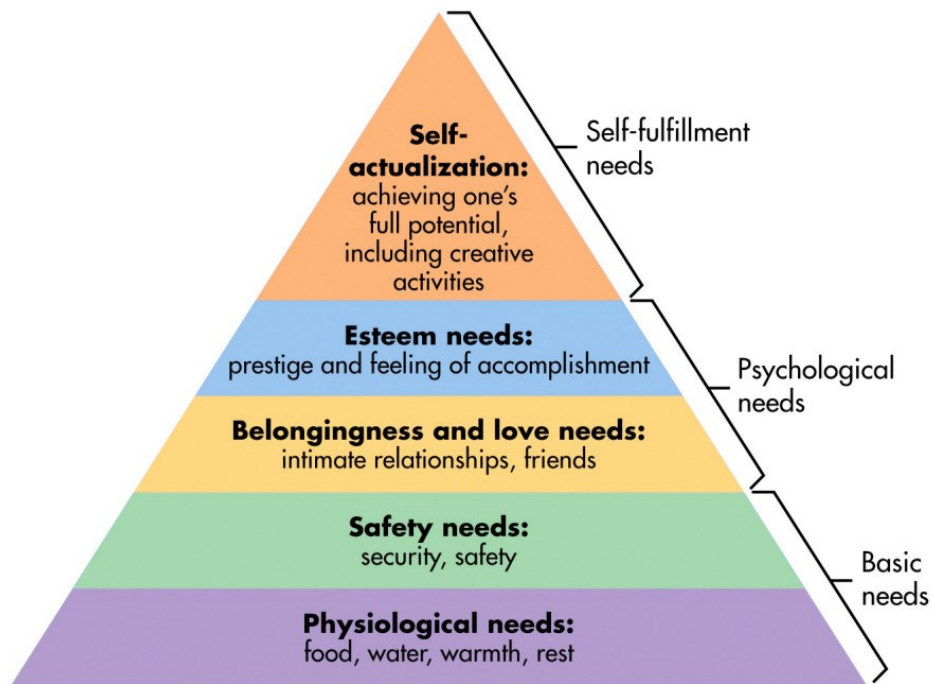 Self-
actualization:
achieving one's
full potential,
including creative
activities
Self-fulfillment
needs
Esteem needs:
prestige and feeling of accomplishment
Psychological
needs
Belongingness and love needs:
intimate relationships, friends
Safety needs:
security, safety
Basic
needs
Physiological needs:
food, water, warmth, rest